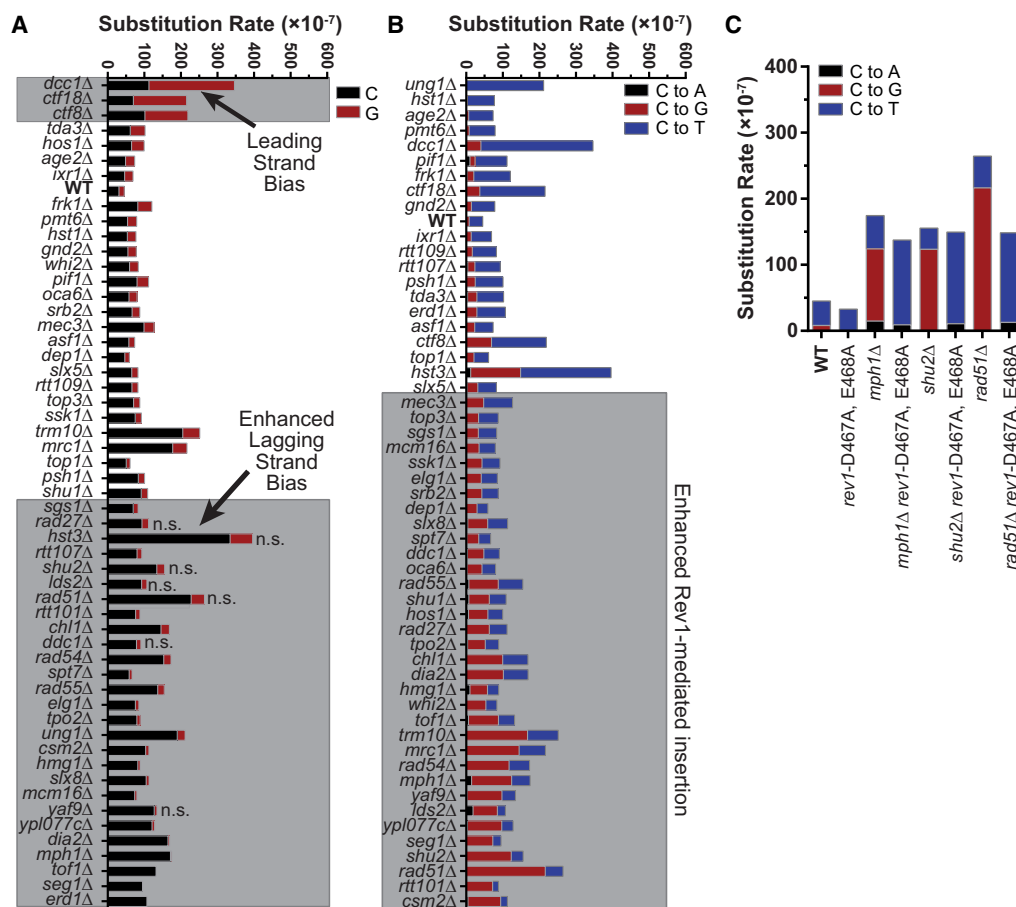 A
Substitution Rate (×10-7)
0
100
200
300
400
500
600
C
G
dcc1Δ
ctf18Δ
ctf8Δ
tda3Δ
hos1Δ
age2Δ
ixr1Δ
WT
frk1Δ
pmt6Δ
hst1Δ
gnd2Δ
whi2Δ
pif1Δ
oca6Δ
srb2Δ
mec3Δ
asf1Δ
dep1Δ
slx5Δ
rtt109Δ
top3Δ
ssk1Δ
trm10Δ
mrc1Δ
top1Δ
psh1Δ
shu1Δ
sgs1Δ
rad27Δ n.s.
hst3Δ n.s.
rtt107Δ
shu2Δ n.s.
lds2Δ n.s.
rad51Δ n.s.
rtt101Δ
chl1Δ
ddc1Δ n.s.
rad54Δ
spt7Δ
rad55Δ
elg1Δ
tpo2Δ
ung1Δ
csm2Δ
hmg1Δ
slx8Δ
mcm16Δ
yaf9Δ n.s.
ypl077cΔ
dia2Δ
mph1Δ
tof1Δ
seg1Δ
erd1Δ
Leading
Strand
Bias
Enhanced
Lagging
Strand
Bias
B
Substitution Rate (×10-7)
0
100
200
300
400
500
600
C to A
C to G
C to T
ung1Δ
hst1Δ
age2Δ
pmt6Δ
dcc1Δ
pif1Δ
frk1Δ
ctf18Δ
gnd2Δ
WT
ixr1Δ
rtt109Δ
rtt107Δ
psh1Δ
tda3Δ
erd1Δ
asf1Δ
ctf8Δ
top1Δ
hst3Δ
slx5Δ
mec3Δ
top3Δ
sgs1Δ
mcm16Δ
ssk1Δ
elg1Δ
srb2Δ
dep1Δ
slx8Δ
spt7Δ
ddc1Δ
oca6Δ
rad55Δ
shu1Δ
hos1Δ
rad27Δ
tpo2Δ
chl1Δ
dia2Δ
hmg1Δ
whi2Δ
tof1Δ
trm10Δ
mrc1Δ
rad54Δ
mph1Δ
yaf9Δ
lds2Δ
ypl077cΔ
seg1Δ
shu2Δ
rad51Δ
rtt101Δ
csm2Δ
Enhanced Rev1-mediated insertion
C
Substitution Rate (×10-7)
400
300
200
100
0
C to A
C to G
C to T
WT
rev1-D467A, E468A
mph1Δ
mph1Δ rev1-D467A, E468A
shu2Δ
shu2Δ rev1-D467A, E468A
rad51Δ
rad51Δ rev1-D467A, E468A